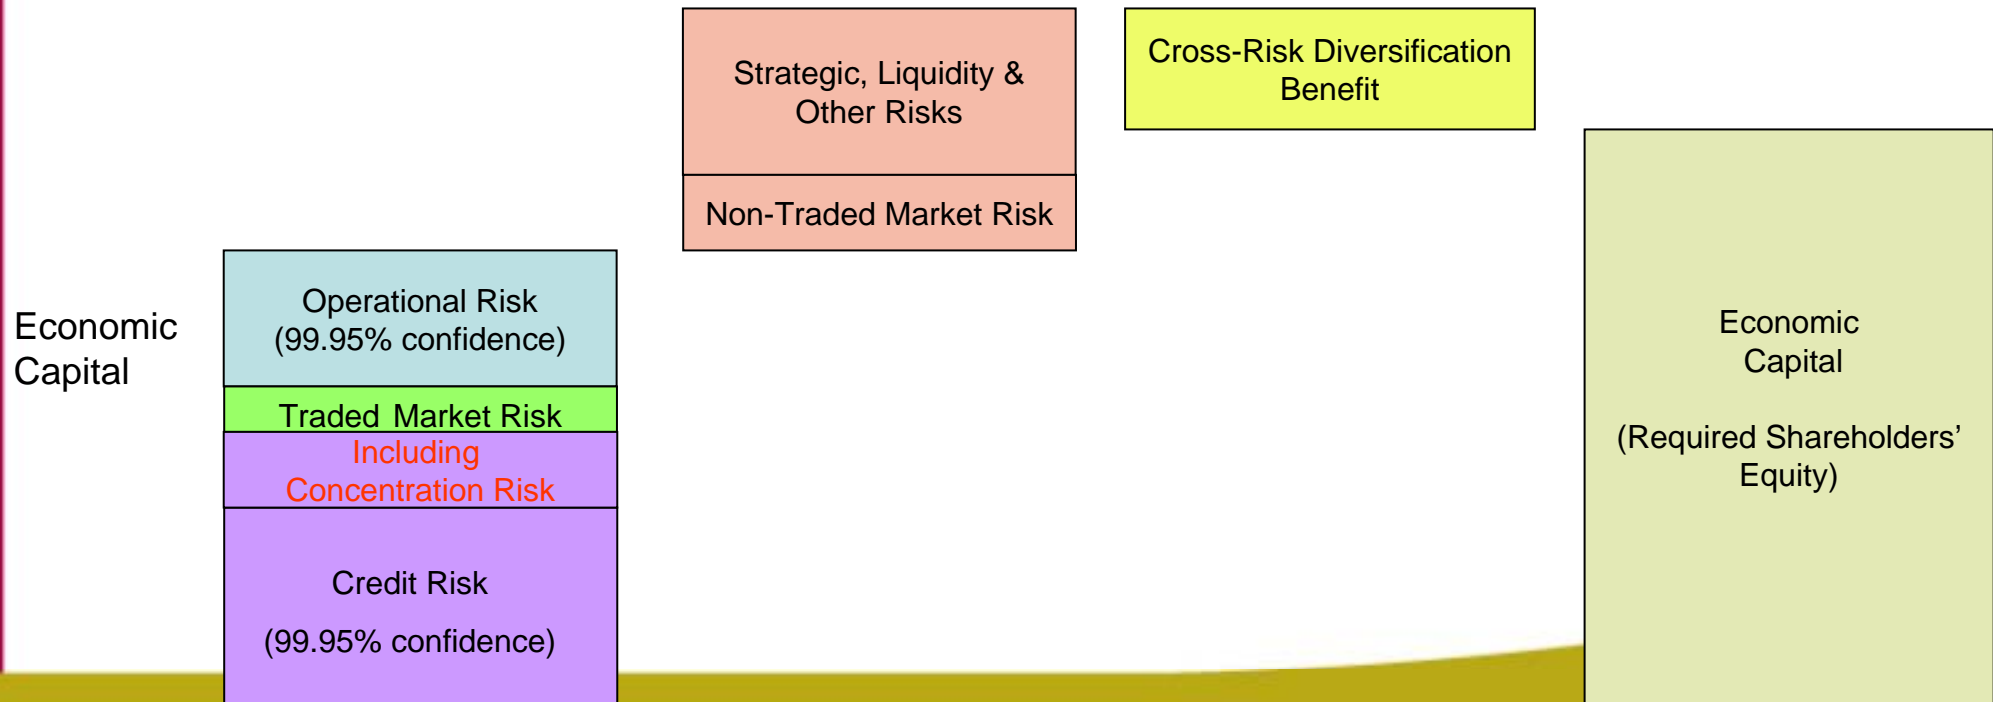 Economic
Capital
Operational Risk
(99.95% confidence)
Traded Market Risk
Including
Concentration Risk
Credit Risk
(99.95% confidence)
Strategic, Liquidity &
Other Risks
Non-Traded Market Risk
Cross-Risk Diversification
Benefit
Economic
Capital
(Required Shareholders’
Equity)